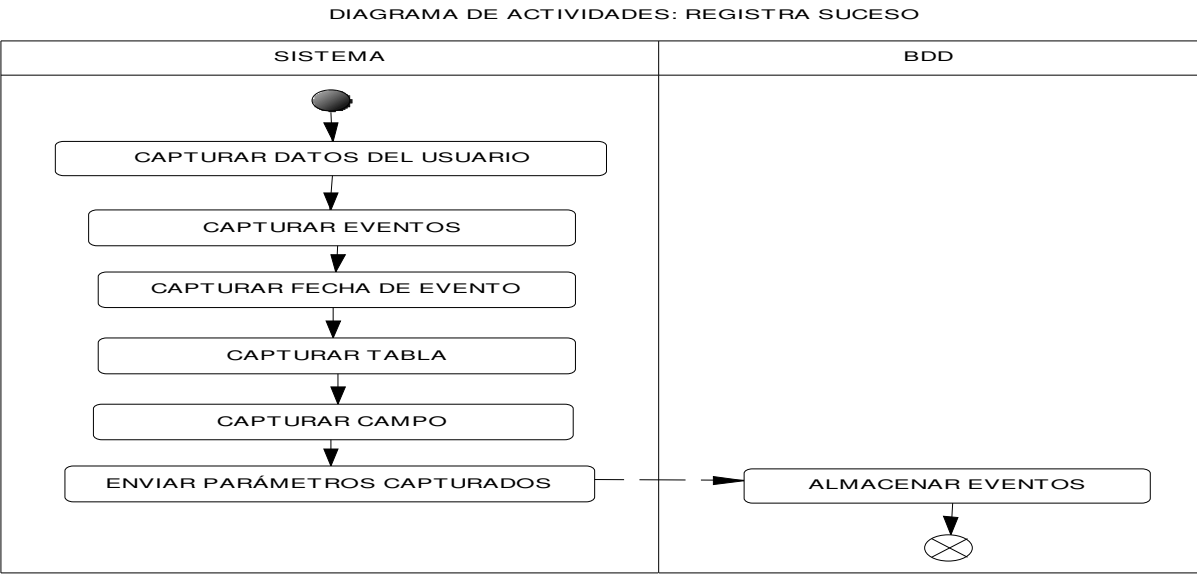 DIAGRAMA DE ACTIVIDADES: REGISTRA SUCESO
SISTEMA
BDD
CAPTURAR DATOS DEL USUARIO
CAPTURAR EVENTOS
CAPTURAR FECHA DE EVENTO
CAPTURAR TABLA
CAPTURAR CAMPO
ENVIAR PARÁMETROS CAPTURADOS
ALMACENAR EVENTOS